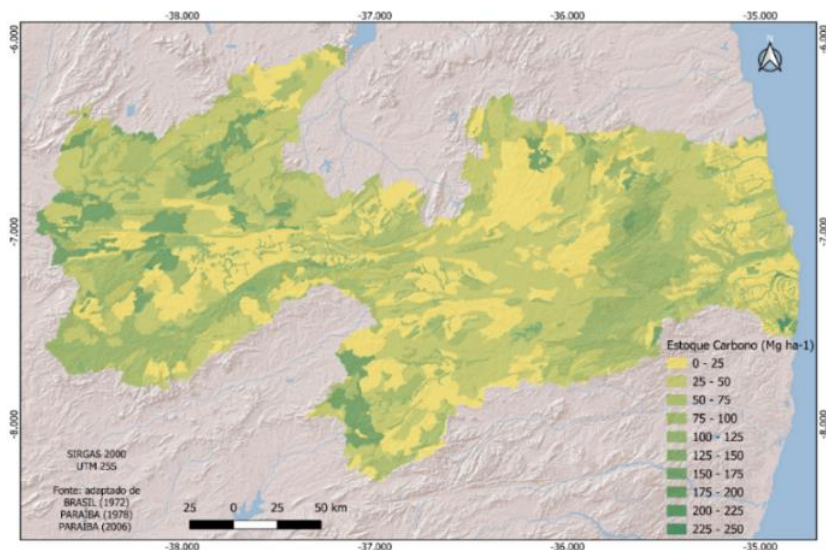 -38.000 -37.000 -36.000 -35.000
-6.000 -6.000
N
-7.000 -7.000
-8.000 -8.000
Estoque Carbono (Mg ha-1)
0 - 25
25 - 50
50 - 75
75 - 100
100 - 125
125 - 150
150 - 175
175 - 200
200 - 225
225 - 250
SIRGAS 2000
UTM 25S
Fonte: adaptado de
BRASIL (1972)
PARAÍBA (1978)
PARAÍBA (2006)
25 0 25 50 km
-38.000 -37.000 -36.000 -35.000